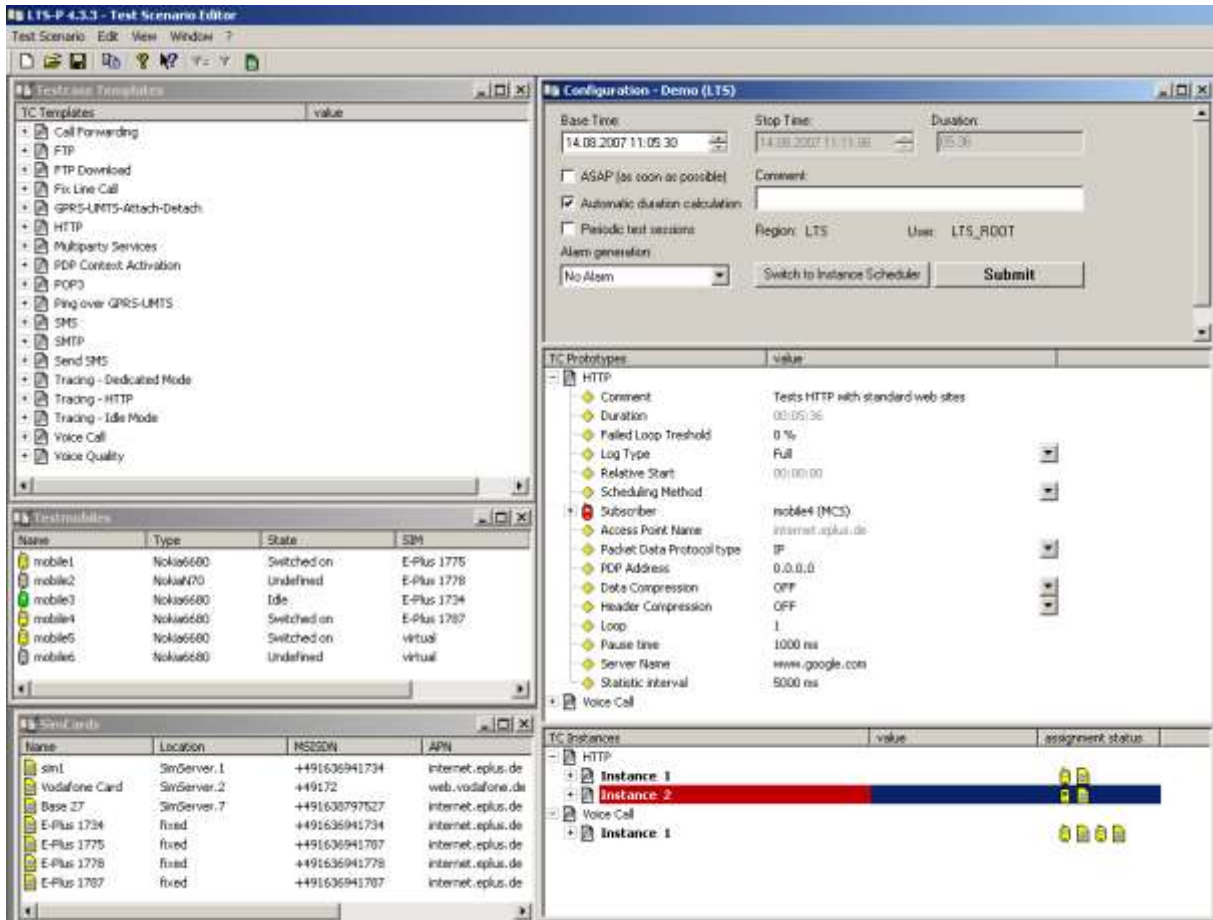 LTS-P 4.3.3 - Test Scenario Editor
Test Scenario Edit View Window ?
Testcase Templates
TC Templates value
Call Forwarding
FTP
FTP Download
Fix Line Call
GPRS-UMTS-Attach-Detach
HTTP
Multiparty Services
PDP Context Activation
POP3
Ping over GPRS-UMTS
SMS
SMTP
Send SMS
Tracing - Dedicated Mode
Tracing - HTTP
Tracing - Idle Mode
Voice Call
Voice Quality
Testmobiles
Name Type State SIM
mobile1 Nokia6680 Switched on E-Plus 1775
mobile2 NokiaN70 Undefined E-Plus 1778
mobile3 Nokia6680 Idle E-Plus 1734
mobile4 Nokia6680 Switched on E-Plus 1787
mobile5 Nokia6680 Switched on virtual
mobile6 Nokia6680 Undefined virtual
SimCards
Name Location MSISDN APN
sim1 SimServer.1 +491636941734 internet.eplus.de
Vodafone Card SimServer.2 +49172 web.vodafone.de
Base 27 SimServer.7 +491638797527 internet.eplus.de
E-Plus 1734 fixed +491636941734 internet.eplus.de
E-Plus 1775 fixed +491636941787 internet.eplus.de
E-Plus 1778 fixed +491636941778 internet.eplus.de
E-Plus 1787 fixed +491636941787 internet.eplus.de
Configuration - Demo (LTS)
Base Time: Stop Time: Duration:
14.08.2007 11:05:30 14.08.2007 11:11:06 05:36
ASAP (as soon as possible) Comment:
Automatic duration calculation
Periodic test sessions Region: LTS User: LTS_ROOT
Alarm generation
No Alarm Switch to Instance Scheduler Submit
TC Prototypes value
HTTP
Comment Tests HTTP with standard web sites
Duration 00:05:36
Failed Loop Treshold 0 %
Log Type Full
Relative Start 00:00:00
Scheduling Method
Subscriber mobile4 (MCS)
Access Point Name internet.eplus.de
Packet Data Protocol type IP
PDP Address 0.0.0.0
Data Compression OFF
Header Compression OFF
Loop 1
Pause time 1000 ms
Server Name www.google.com
Statistic interval 5000 ms
Voice Call
TC Instances value assignment status
HTTP
Instance 1
Instance 2
Voice Call
Instance 1